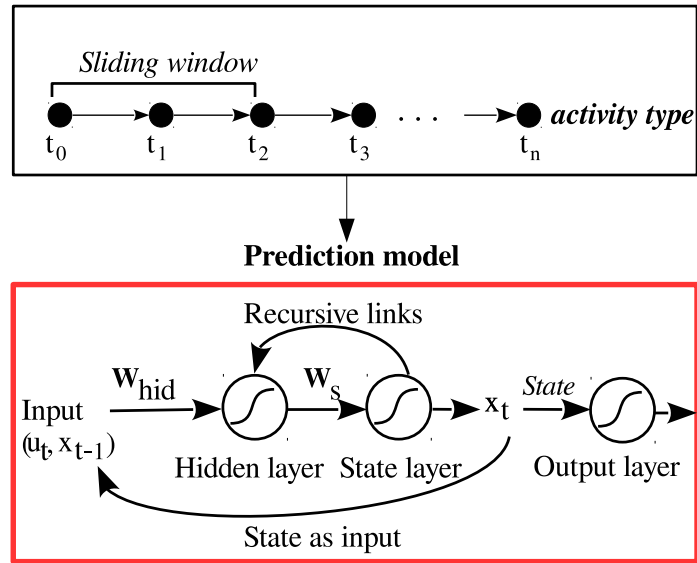 Sliding window
. . .
activity type
t0 t1 t2 t3 tn
Prediction model
Recursive links
Whid Ws
Input (ut, xt-1)
xt
State
Hidden layer State layer Output layer
State as input